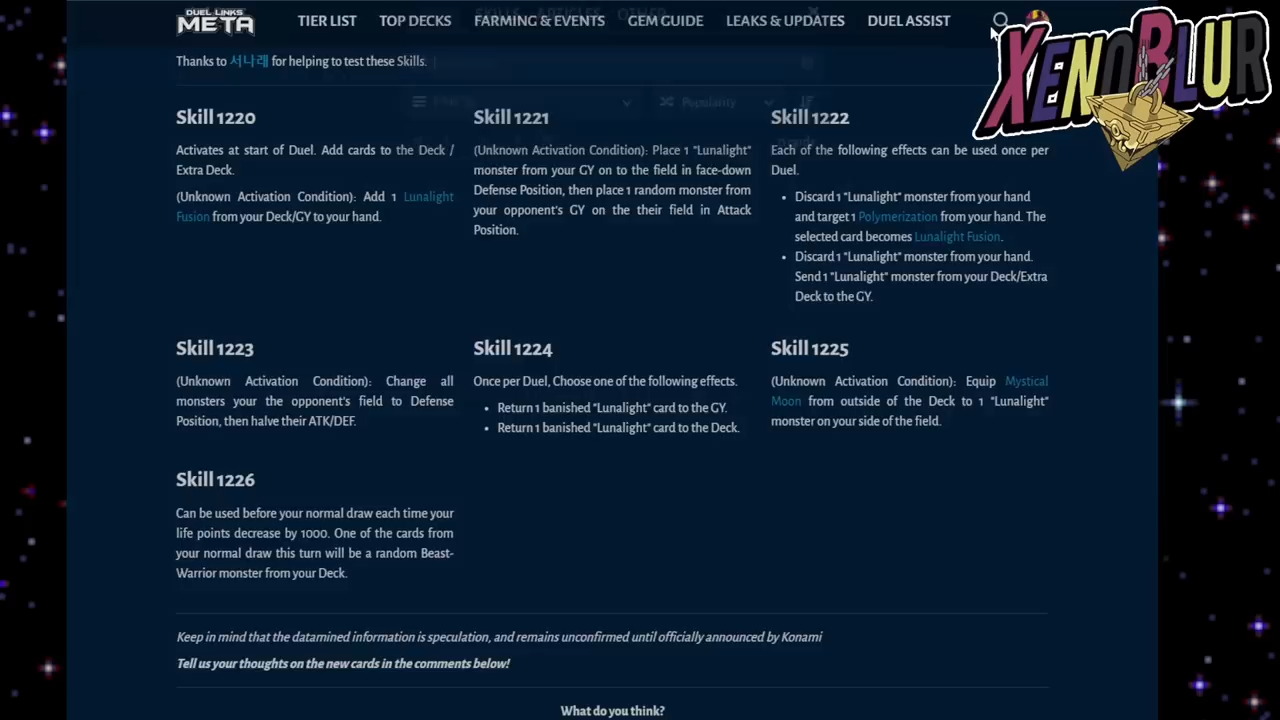 DUEL LINKS
META
TIER LIST
TOP DECKS
FARMING & EVENTS
GEM GUIDE
LEAKS & UPDATES
DUEL ASSIST
SKILLS ARTICLES OTHER
XENOBLUR
Thanks to 서나래 for helping to test these Skills.
Popularity
Skill 1220
Activates at start of Duel. Add cards to the Deck /
Extra Deck.
(Unknown Activation Condition): Add 1 Lunalight
Fusion from your Deck/GY to your hand.
Skill 1221
(Unknown Activation Condition): Place 1 "Lunalight"
monster from your GY on to the field in face-down
Defense Position, then place 1 random monster from
your opponent's GY on the their field in Attack
Position.
Skill 1222
Each of the following effects can be used once per
Duel.
• Discard 1 "Lunalight" monster from your hand
and target 1 Polymerization from your hand. The
selected card becomes Lunalight Fusion.
• Discard 1 "Lunalight" monster from your hand.
Send 1 "Lunalight" monster from your Deck/Extra
Deck to the GY.
Skill 1223
(Unknown Activation Condition): Change all
monsters your the opponent's field to Defense
Position, then halve their ATK/DEF.
Skill 1224
Once per Duel, Choose one of the following effects.
• Return 1 banished "Lunalight" card to the GY.
• Return 1 banished "Lunalight" card to the Deck.
Skill 1225
(Unknown Activation Condition): Equip Mystical
Moon from outside of the Deck to 1 "Lunalight"
monster on your side of the field.
Skill 1226
Can be used before your normal draw each time your
life points decrease by 1000. One of the cards from
your normal draw this turn will be a random Beast-
Warrior monster from your Deck.
Keep in mind that the datamined information is speculation, and remains unconfirmed until officially announced by Konami
Tell us your thoughts on the new cards in the comments below!
What do you think?